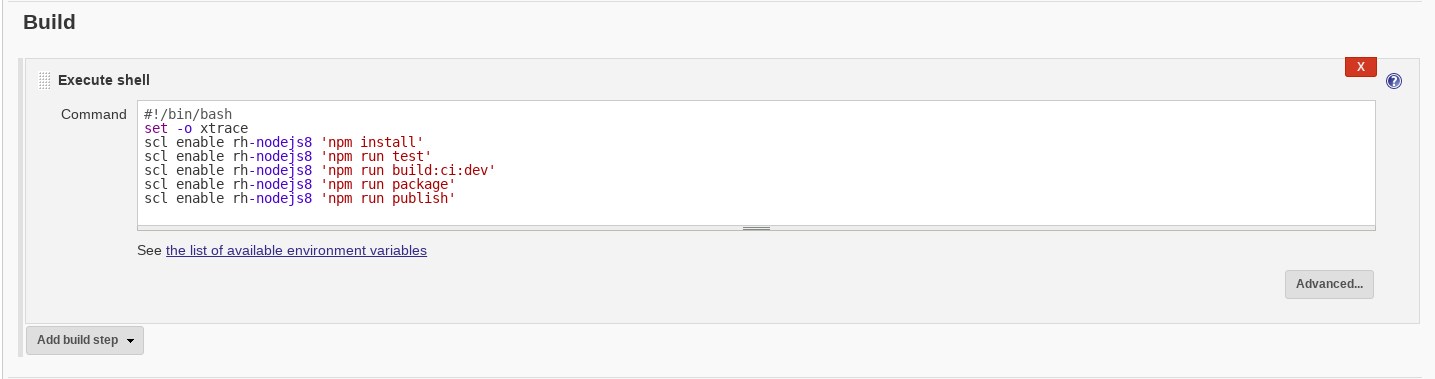 Build
X
Execute shell
?
Command
#!/bin/bash
set -o xtrace
scl enable rh-nodejs8 'npm install'
scl enable rh-nodejs8 'npm run test'
scl enable rh-nodejs8 'npm run build:ci:dev'
scl enable rh-nodejs8 'npm run package'
scl enable rh-nodejs8 'npm run publish'
See the list of available environment variables
Advanced...
Add build step